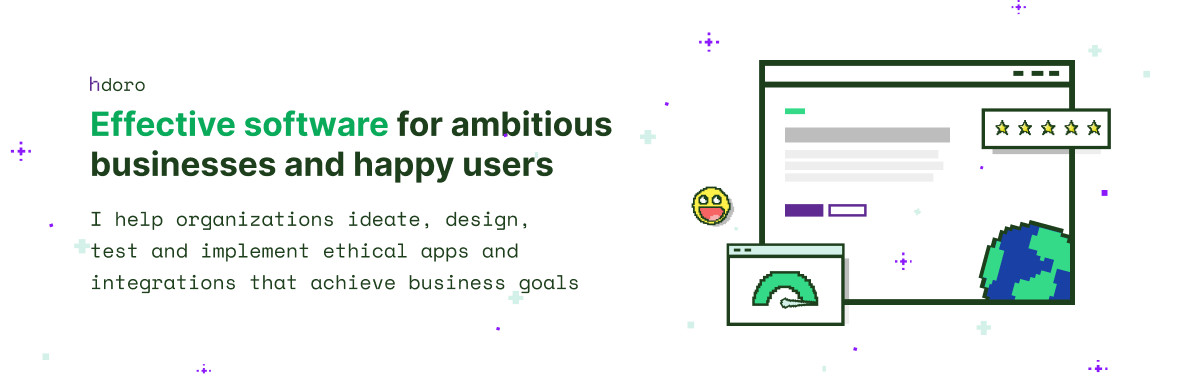 hdoro
Effective software for ambitious
businesses and happy users
I help organizations ideate, design,
test and implement ethical apps and
integrations that achieve business goals